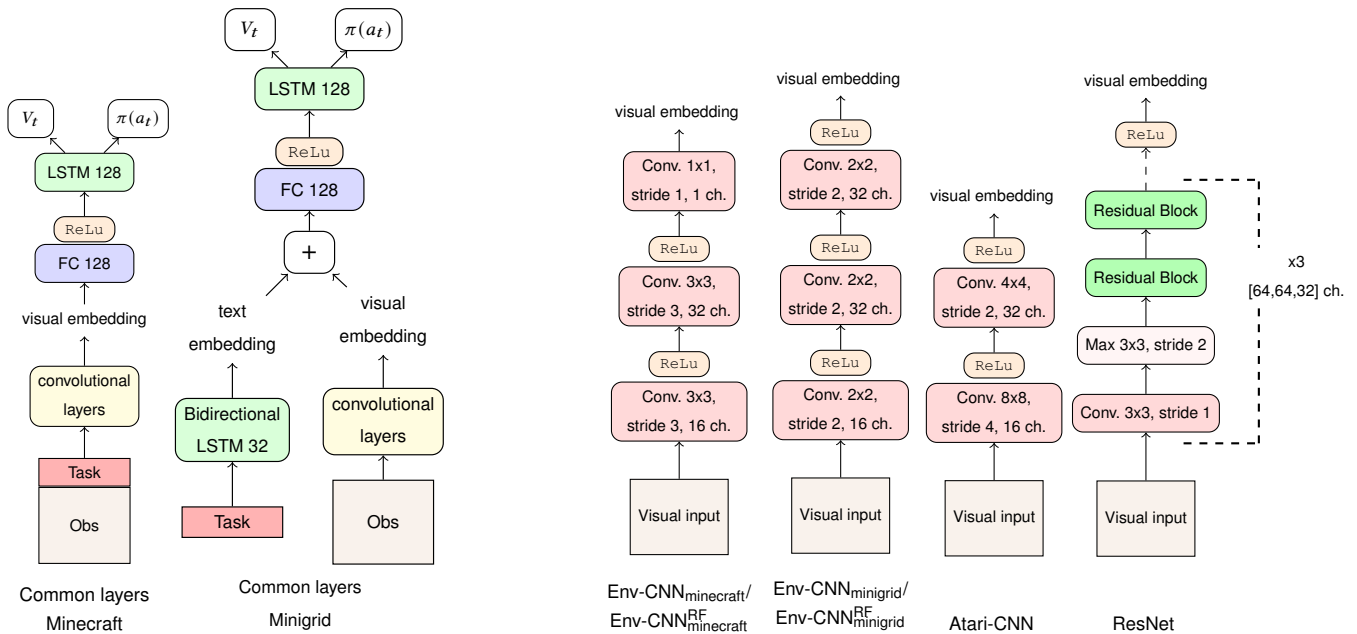 V_t
π(a_t)
LSTM 128
ReLu
FC 128
visual embedding
convolutional
layers
Task
Obs
Common layers
Minecraft
V_t
π(a_t)
LSTM 128
ReLu
FC 128
+
text
embedding
visual
embedding
Bidirectional
LSTM 32
convolutional
layers
Task
Obs
Common layers
Minigrid
visual embedding
Conv. 1x1,
stride 1, 1 ch.
ReLu
Conv. 3x3,
stride 3, 32 ch.
ReLu
Conv. 3x3,
stride 3, 16 ch.
Visual input
Env-CNN_minecraft/
Env-CNN^RF_minecraft
visual embedding
ReLu
Conv. 2x2,
stride 2, 32 ch.
ReLu
Conv. 2x2,
stride 2, 32 ch.
ReLu
Conv. 2x2,
stride 2, 16 ch.
Visual input
Env-CNN_minigrid/
Env-CNN^RF_minigrid
visual embedding
ReLu
Conv. 4x4,
stride 2, 32 ch.
ReLu
Conv. 8x8,
stride 4, 16 ch.
Visual input
Atari-CNN
visual embedding
ReLu
Residual Block
Residual Block
Max 3x3, stride 2
Conv. 3x3, stride 1
Visual input
x3
[64,64,32] ch.
ResNet